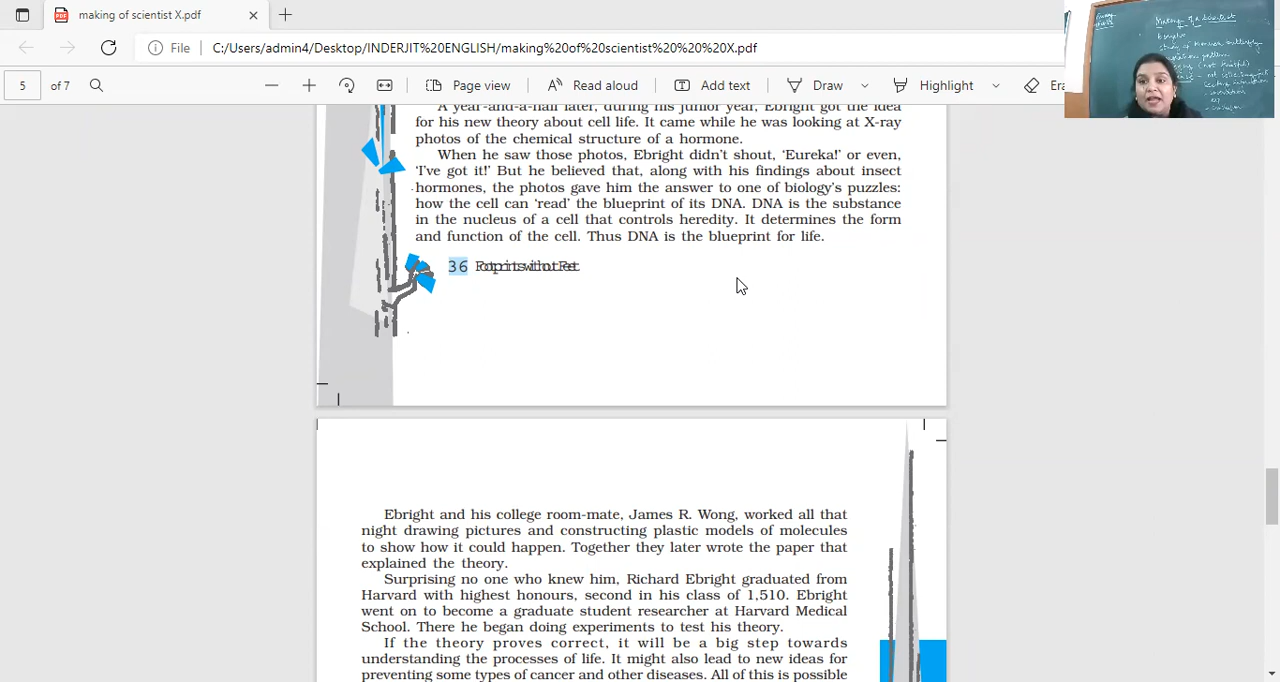 making of scientist X.pdf
File
C:/Users/admin4/Desktop/INDERJIT%20ENGLISH/making%20of%20scientist%20%20%20X.pdf
5 of 7
Page view
Read aloud
Add text
Draw
Highlight
Era
Making of a Scientist
A year-and-a-half later, during his junior year, Ebright got the idea
for his new theory about cell life. It came while he was looking at X-ray
photos of the chemical structure of a hormone.
When he saw those photos, Ebright didn't shout, 'Eureka!' or even,
'I've got it!' But he believed that, along with his findings about insect
hormones, the photos gave him the answer to one of biology's puzzles:
how the cell can 'read' the blueprint of its DNA. DNA is the substance
in the nucleus of a cell that controls heredity. It determines the form
and function of the cell. Thus DNA is the blueprint for life.
36
Ebright and his college room-mate, James R. Wong, worked all that
night drawing pictures and constructing plastic models of molecules
to show how it could happen. Together they later wrote the paper that
explained the theory.
Surprising no one who knew him, Richard Ebright graduated from
Harvard with highest honours, second in his class of 1,510. Ebright
went on to become a graduate student researcher at Harvard Medical
School. There he began doing experiments to test his theory.
If the theory proves correct, it will be a big step towards
understanding the processes of life. It might also lead to new ideas for
preventing some types of cancer and other diseases. All of this is possible